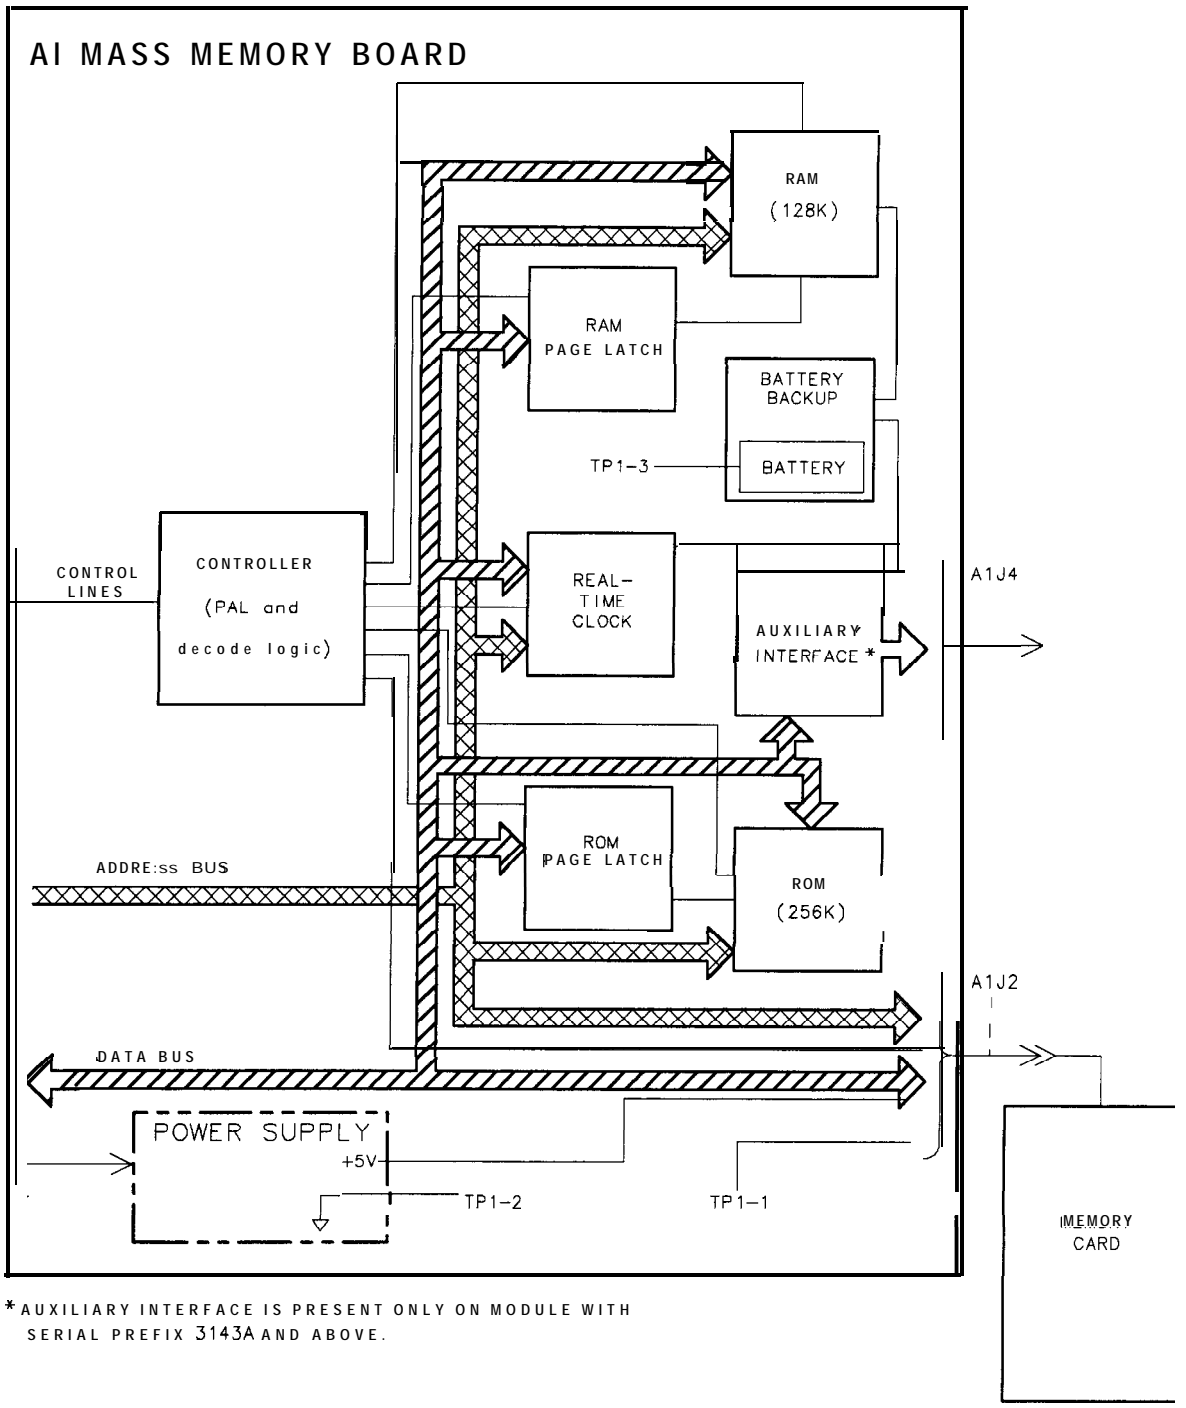 AI MASS MEMORY BOARD
RAM
(128K)
RAM
PAGE LATCH
BATTERY
BACKUP
TP1-3
BATTERY
CONTROLLER
(PAL and
decode logic)
CONTROL
LINES
REAL-
TIME
CLOCK
A1J4
AUXILIARY
INTERFACE *
ROM
PAGE LATCH
ADDRE:ss BUS
ROM
(256K)
A1J2
DATA BUS
POWER SUPPLY
+5V
TP1-2
TP1-1
MEMORY
CARD
* AUXILIARY INTERFACE IS PRESENT ONLY ON MODULE WITH
SERIAL PREFIX 3143A AND ABOVE.